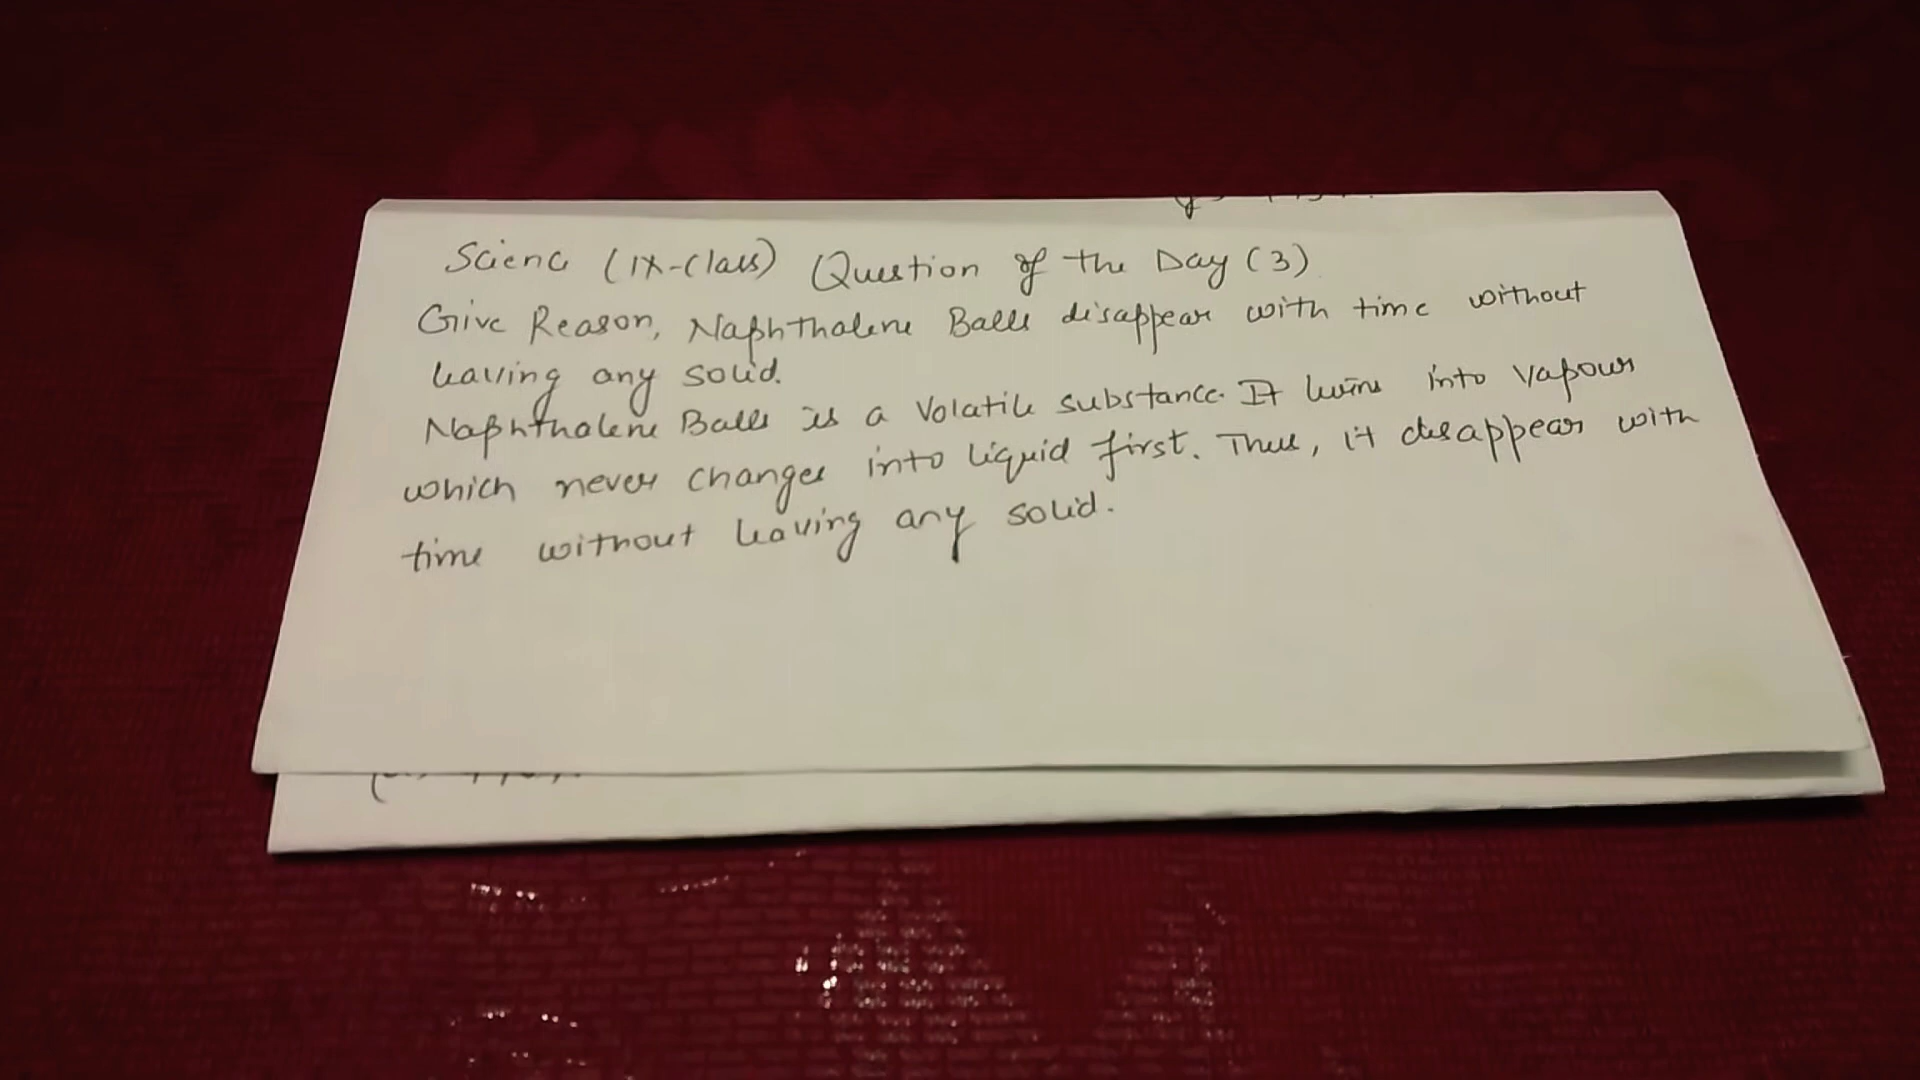 Science (IX-Class) Question of the Day (3)
Give Reason, Naphthalene Balls disappear with time without
leaving any solid.
Naphthalene Balls is a Volatile substance. It turns into vapour
which never changes into liquid first. Thus, it disappear with
time without leaving any solid.